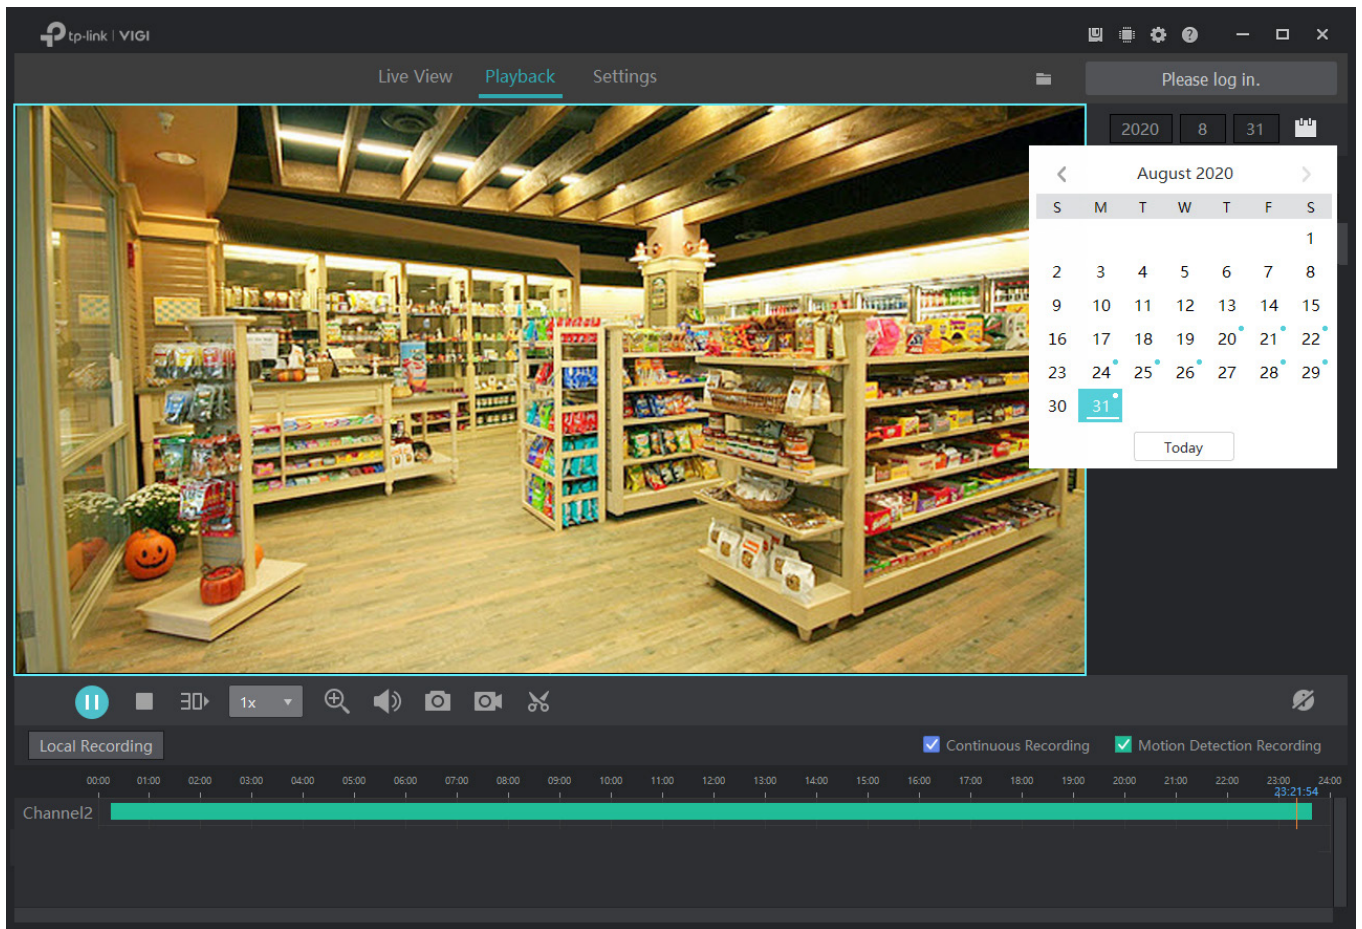 tp-link | VIGI
Live View Playback Settings
Please log in.
2020 8 31
August 2020
S M T W T F S
1
2 3 4 5 6 7 8
9 10 11 12 13 14 15
16 17 18 19 20 21 22
23 24 25 26 27 28 29
30 31
Today
1x
Local Recording
Continuous Recording
Motion Detection Recording
00:00 01:00 02:00 03:00 04:00 05:00 06:00 07:00 08:00 09:00 10:00 11:00 12:00 13:00 14:00 15:00 16:00 17:00 18:00 19:00 20:00 21:00 22:00 23:00 24:00
23:21:54
Channel2